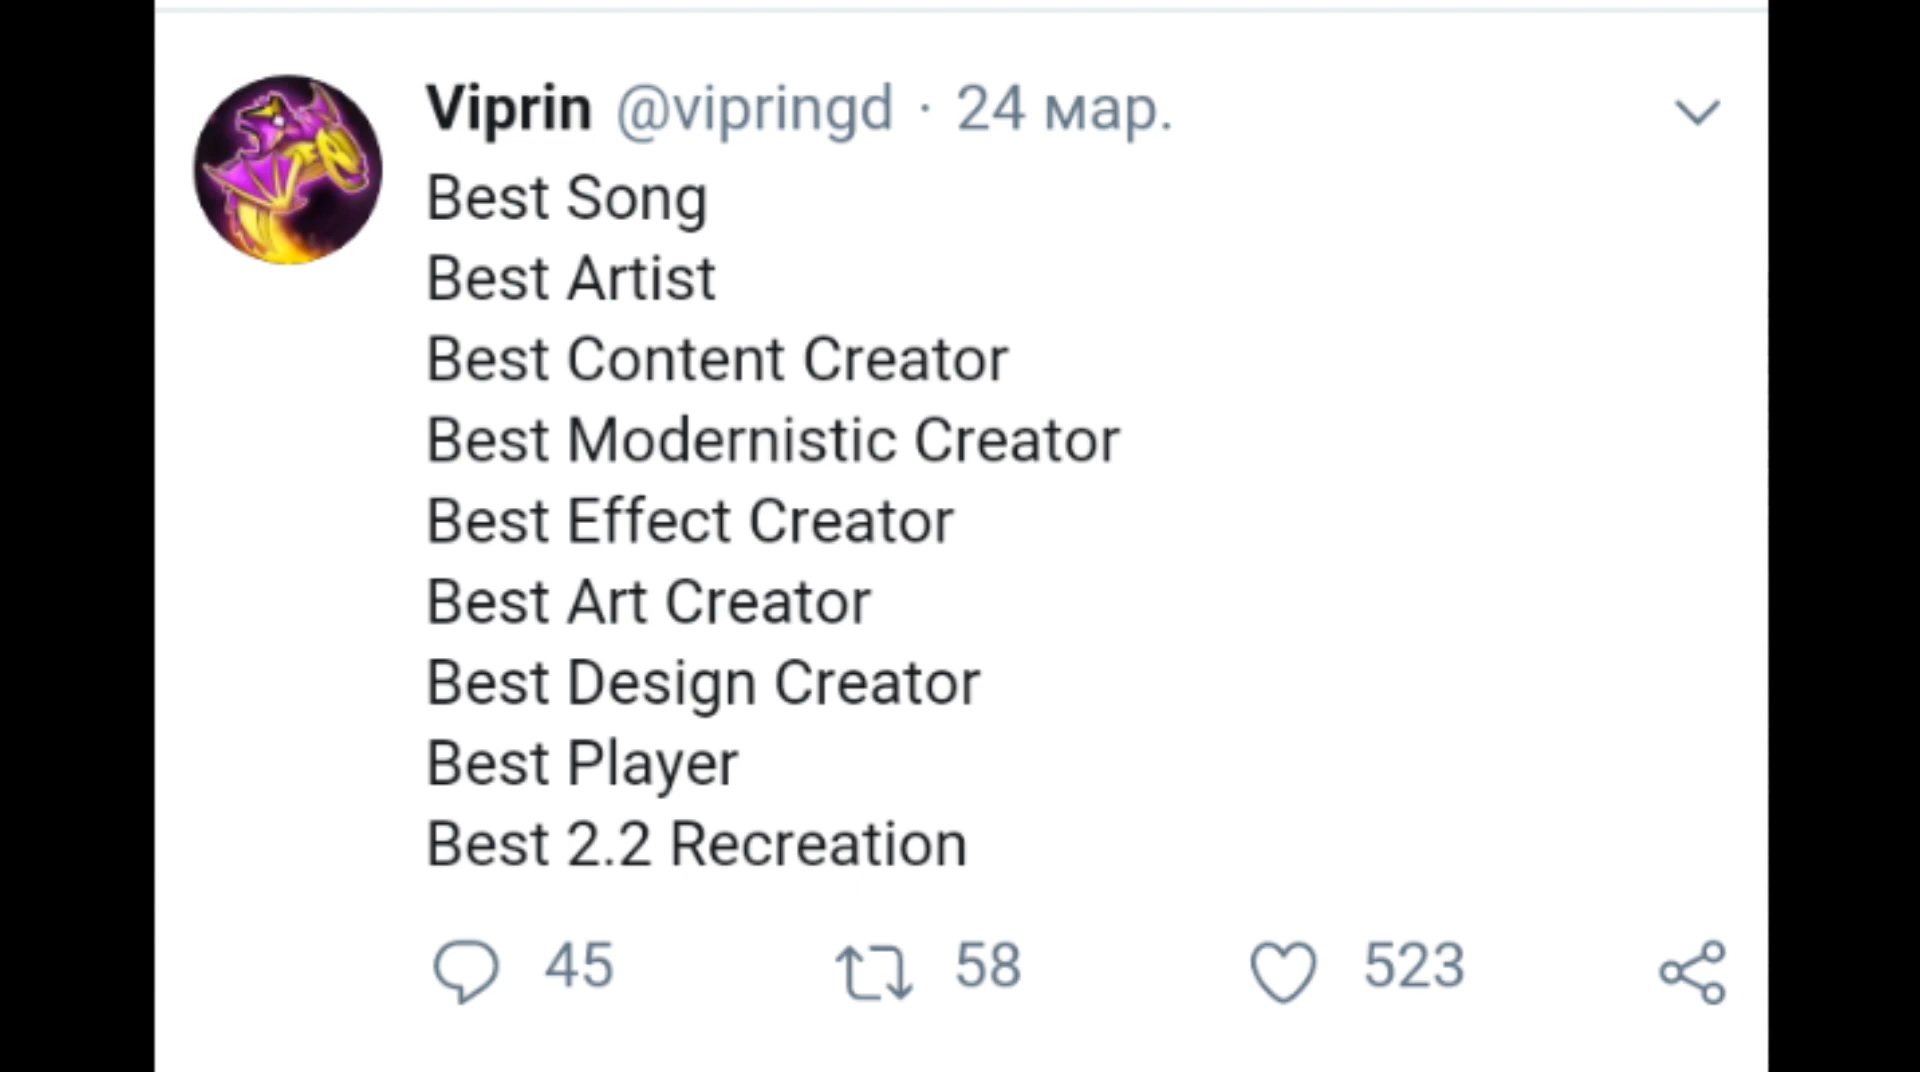 Viprin @vipringd · 24 мар.
Best Song
Best Artist
Best Content Creator
Best Modernistic Creator
Best Effect Creator
Best Art Creator
Best Design Creator
Best Player
Best 2.2 Recreation
45 58 523